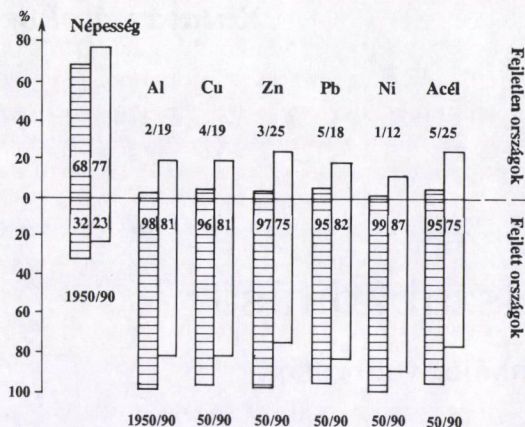 %
Népesség
80
60
40
20
0
20
40
60
80
100
68 77
32 23
1950/90
Al Cu Zn Pb Ni Acél
2/19 4/19 3/25 5/18 1/12 5/25
98 81 96 81 97 75 95 82 99 87 95 75
1950/90 50/90 50/90 50/90 50/90 50/90
Fejletlen országok
Fejlett országok